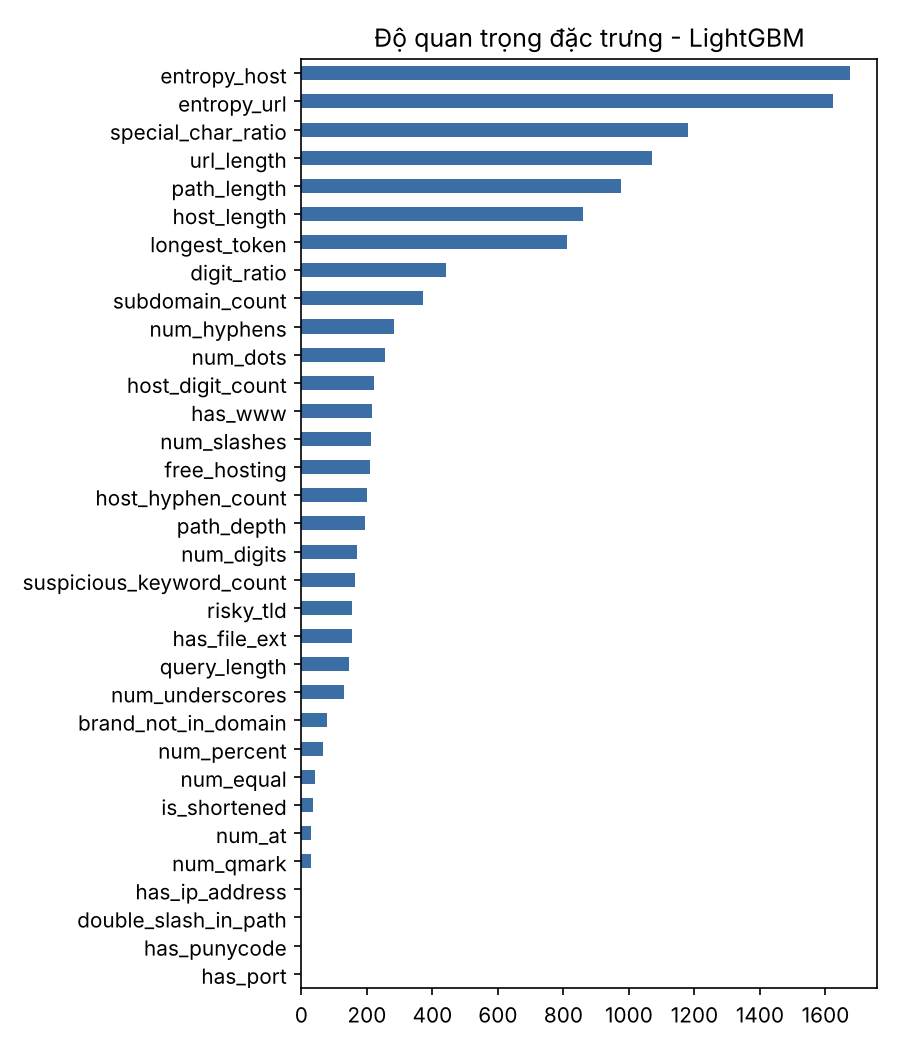 Độ quan trọng đặc trưng - LightGBM
entropy_host
entropy_url
special_char_ratio
url_length
path_length
host_length
longest_token
digit_ratio
subdomain_count
num_hyphens
num_dots
host_digit_count
has_www
num_slashes
free_hosting
host_hyphen_count
path_depth
num_digits
suspicious_keyword_count
risky_tld
has_file_ext
query_length
num_underscores
brand_not_in_domain
num_percent
num_equal
is_shortened
num_at
num_qmark
has_ip_address
double_slash_in_path
has_punycode
has_port
0 200 400 600 800 1000 1200 1400 1600